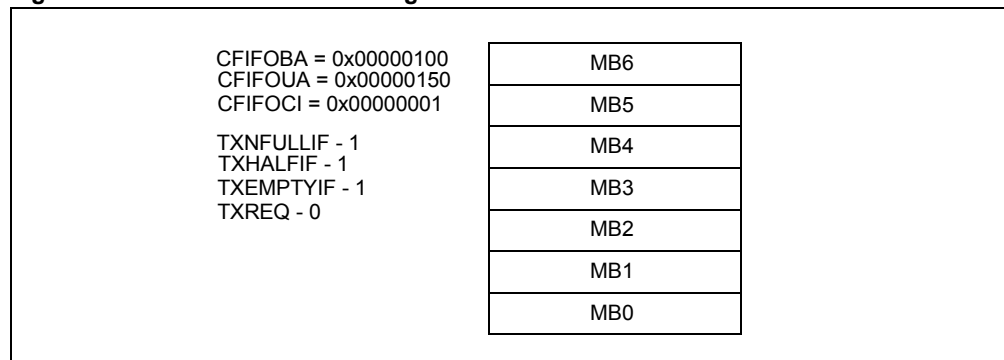 CFIFOBA = 0x00000100
CFIFOUA = 0x00000150
CFIFOCI = 0x00000001
TXNFULLIF - 1
TXHALFIF - 1
TXEMPTYIF - 1
TXREQ - 0
MB6
MB5
MB4
MB3
MB2
MB1
MB0